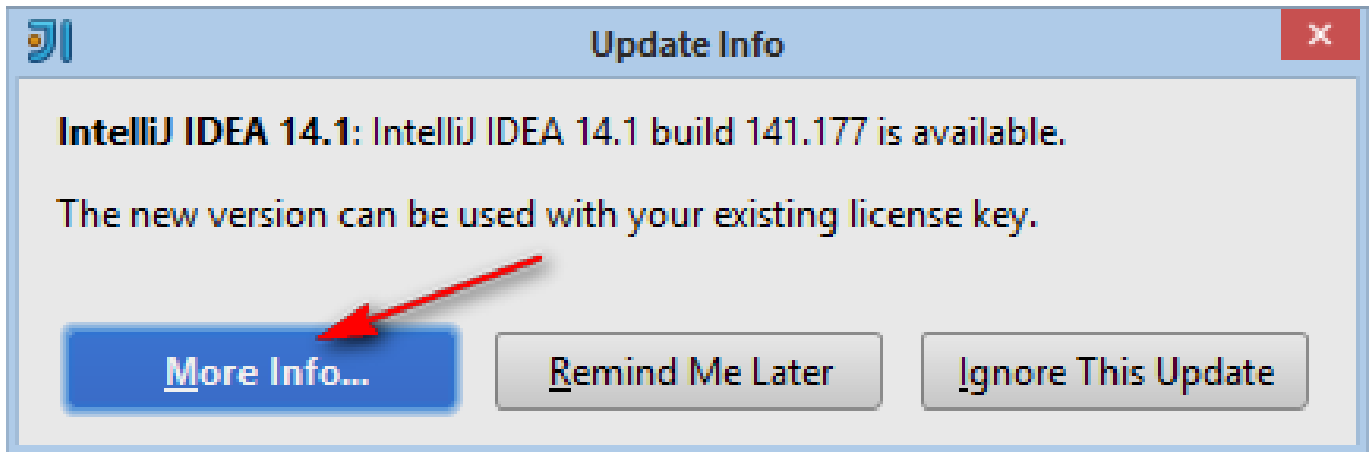 Update Info
IntelliJ IDEA 14.1: IntelliJ IDEA 14.1 build 141.177 is available.
The new version can be used with your existing license key.
More Info...
Remind Me Later
Ignore This Update